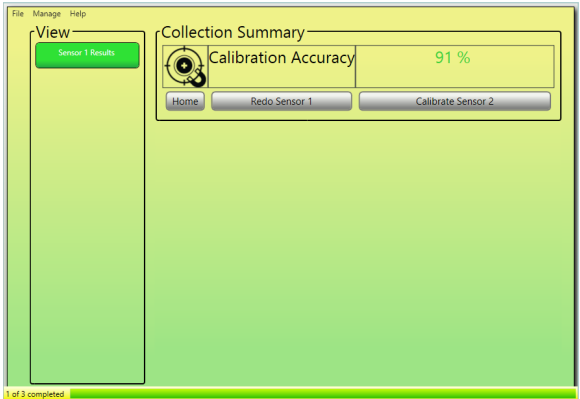 File Manage Help
View
Sensor 1 Results
Collection Summary
Calibration Accuracy 91 %
Home Redo Sensor 1 Calibrate Sensor 2
1 of 3 completed